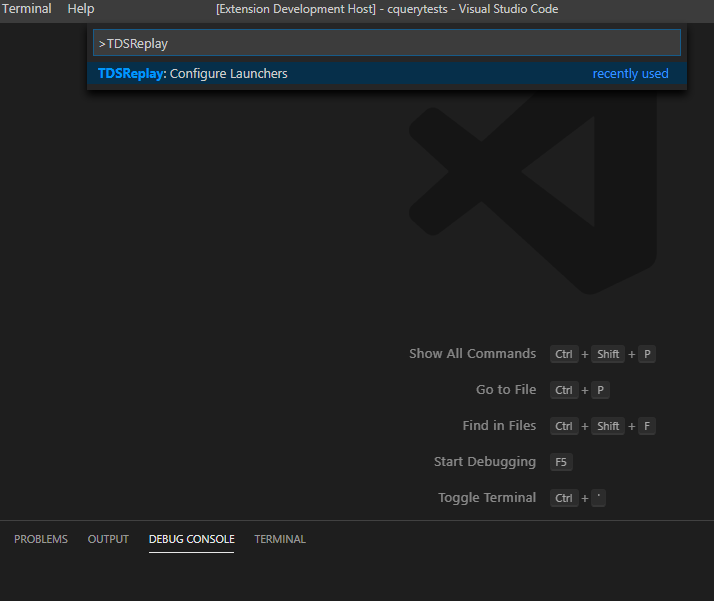 Terminal Help [Extension Development Host] - cquerytests - Visual Studio Code
>TDSReplay
TDSReplay: Configure Launchers recently used
Show All Commands Ctrl + Shift + P
Go to File Ctrl + P
Find in Files Ctrl + Shift + F
Start Debugging F5
Toggle Terminal Ctrl + `
PROBLEMS OUTPUT DEBUG CONSOLE TERMINAL